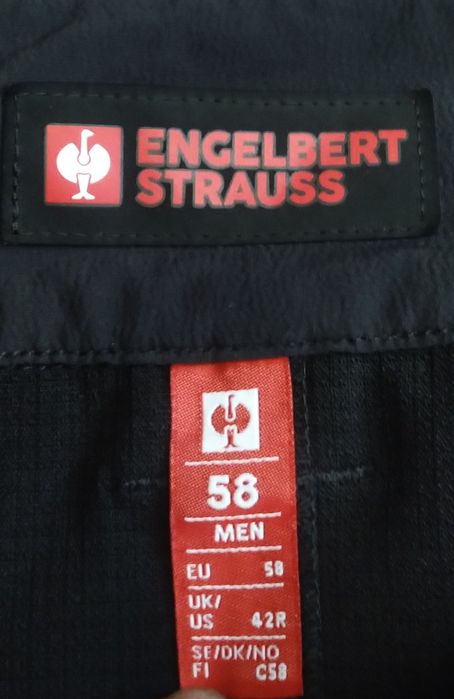 ENGELBERT
STRAUSS
58
MEN
EU 58
UK/
US 42R
SE/DK/NO
FI C58